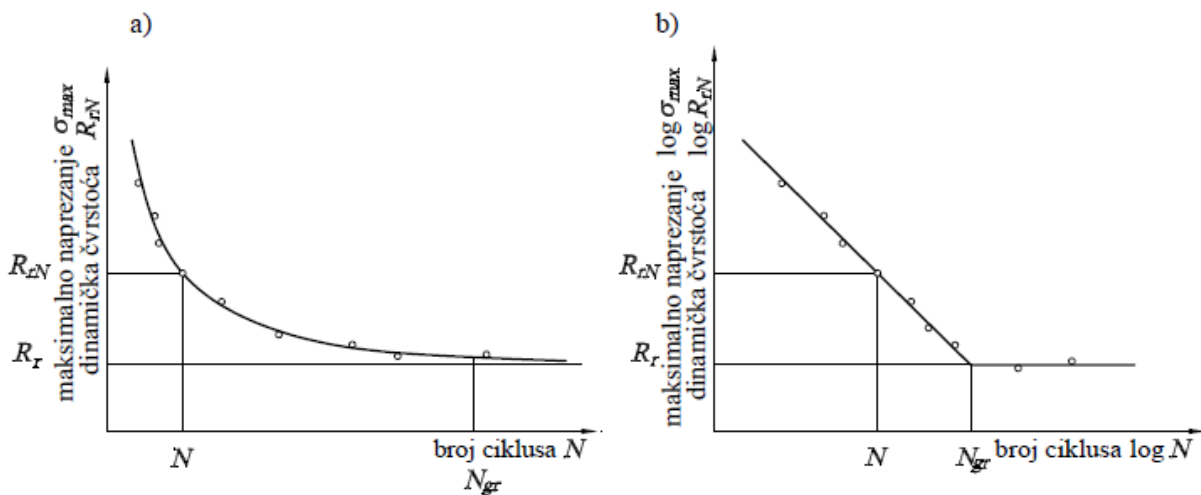 a)
maksimalno naprezanje σmax
dinamička čvrstoća RrN
RrN
Rr
N
broj ciklusa N
Ngr
b)
maksimalno naprezanje log σmax
dinamička čvrstoća log RrN
RrN
Rr
N
Ngr
broj ciklusa log N